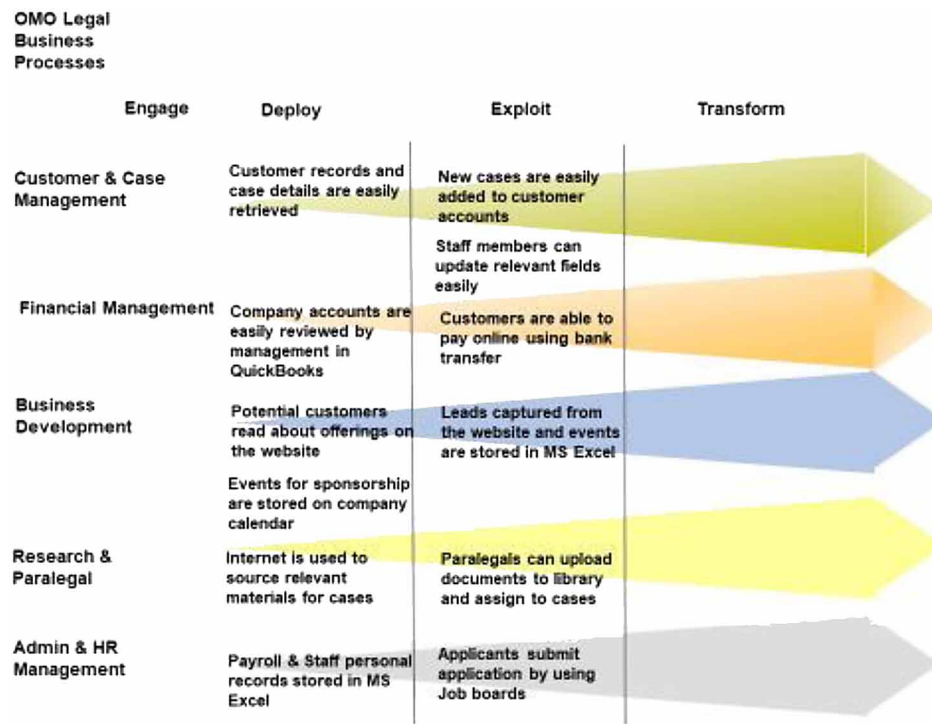 OMO Legal
Business
Processes
Engage
Deploy
Exploit
Transform
Customer & Case
Management
Customer records and
case details are easily
retrieved
New cases are easily
added to customer
accounts
Staff members can
update relevant fields
easily
Financial Management
Company accounts are
easily reviewed by
management in
QuickBooks
Customers are able to
pay online using bank
transfer
Business
Development
Potential customers
read about offerings on
the website
Leads captured from
the website and events
are stored in MS Excel
Events for sponsorship
are stored on company
calendar
Research &
Paralegal
Internet is used to
source relevant
materials for cases
Paralegals can upload
documents to library
and assign to cases
Admin & HR
Management
Payroll & Staff personal
records stored in MS
Excel
Applicants submit
application by using
Job boards